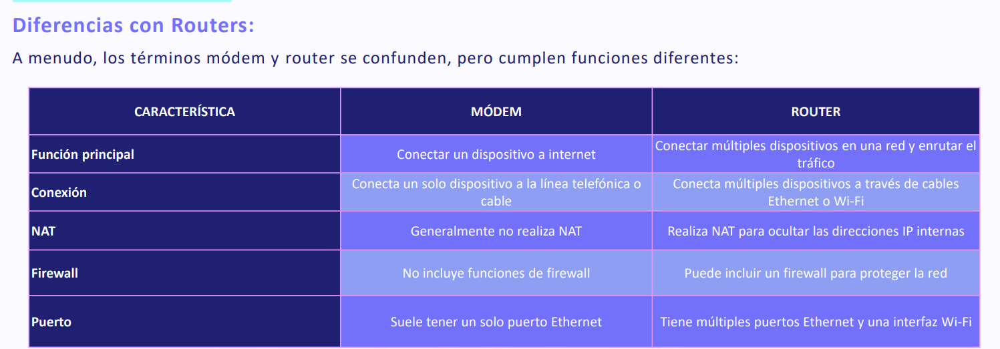 Diferencias con Routers:
A menudo, los términos módem y router se confunden, pero cumplen funciones diferentes:
CARACTERÍSTICA MÓDEM ROUTER
Función principal Conectar un dispositivo a internet Conectar múltiples dispositivos en una red y enrutar el
tráfico
Conexión Conecta un solo dispositivo a la línea telefónica o
cable Conecta múltiples dispositivos a través de cables
Ethernet o Wi-Fi
NAT Generalmente no realiza NAT Realiza NAT para ocultar las direcciones IP internas
Firewall No incluye funciones de firewall Puede incluir un firewall para proteger la red
Puerto Suele tener un solo puerto Ethernet Tiene múltiples puertos Ethernet y una interfaz Wi-Fi